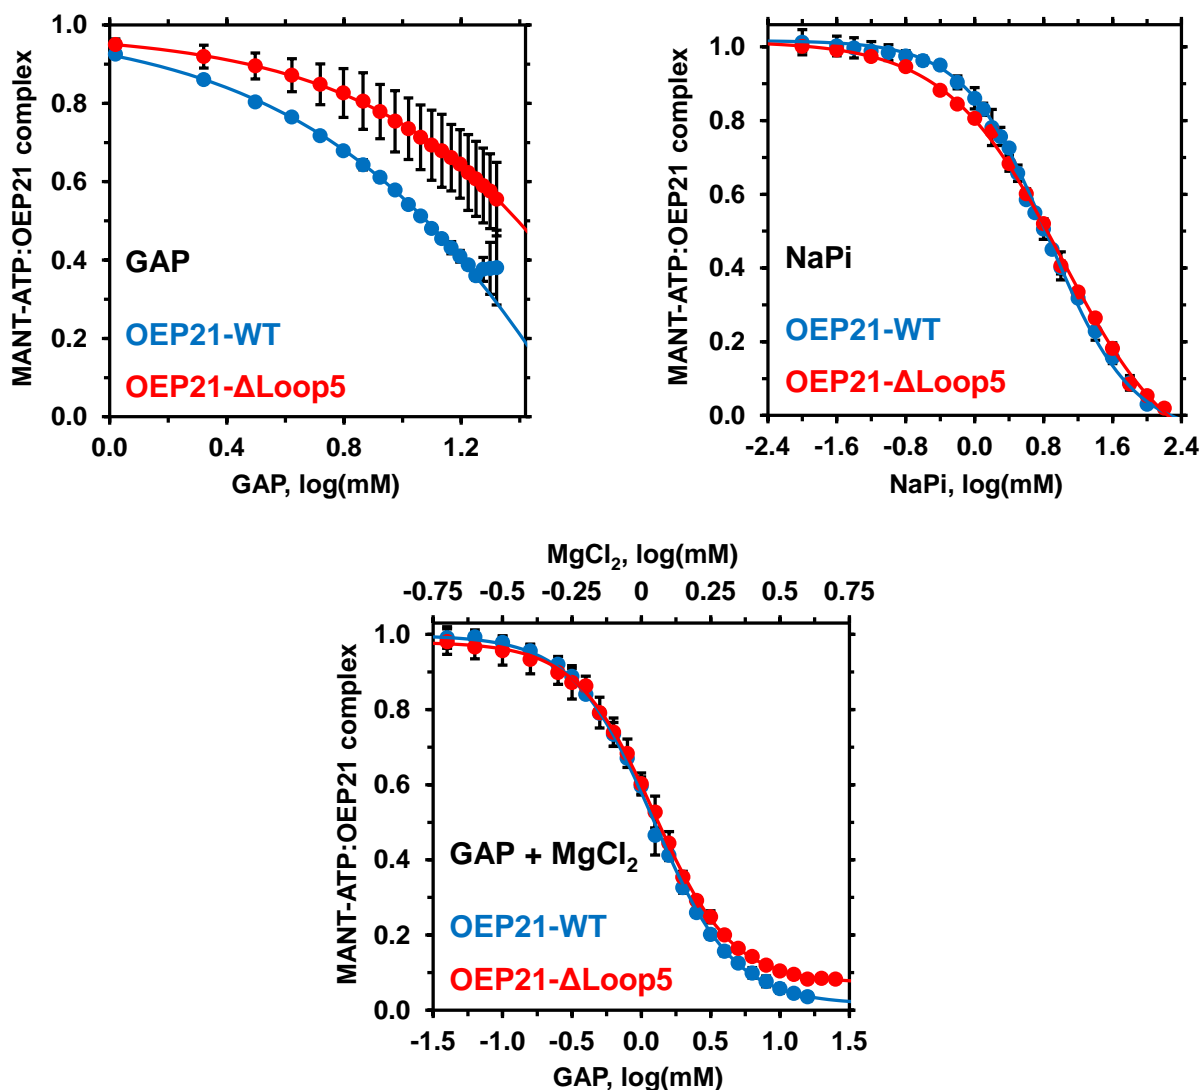 MANT-ATP:OEP21 complex
1.0
0.8
0.6
0.4
0.2
0.0
GAP
OEP21-WT
OEP21-ΔLoop5
0.0 0.4 0.8 1.2
GAP, log(mM)
MANT-ATP:OEP21 complex
1.0
0.8
0.6
0.4
0.2
0.0
NaPi
OEP21-WT
OEP21-ΔLoop5
-2.4 -1.6 -0.8 0.0 0.8 1.6 2.4
NaPi, log(mM)
MgCl₂, log(mM)
-0.75 -0.5 -0.25 0 0.25 0.5 0.75
MANT-ATP:OEP21 complex
1.0
0.8
0.6
0.4
0.2
0.0
GAP + MgCl₂
OEP21-WT
OEP21-ΔLoop5
-1.5 -1.0 -0.5 0.0 0.5 1.0 1.5
GAP, log(mM)